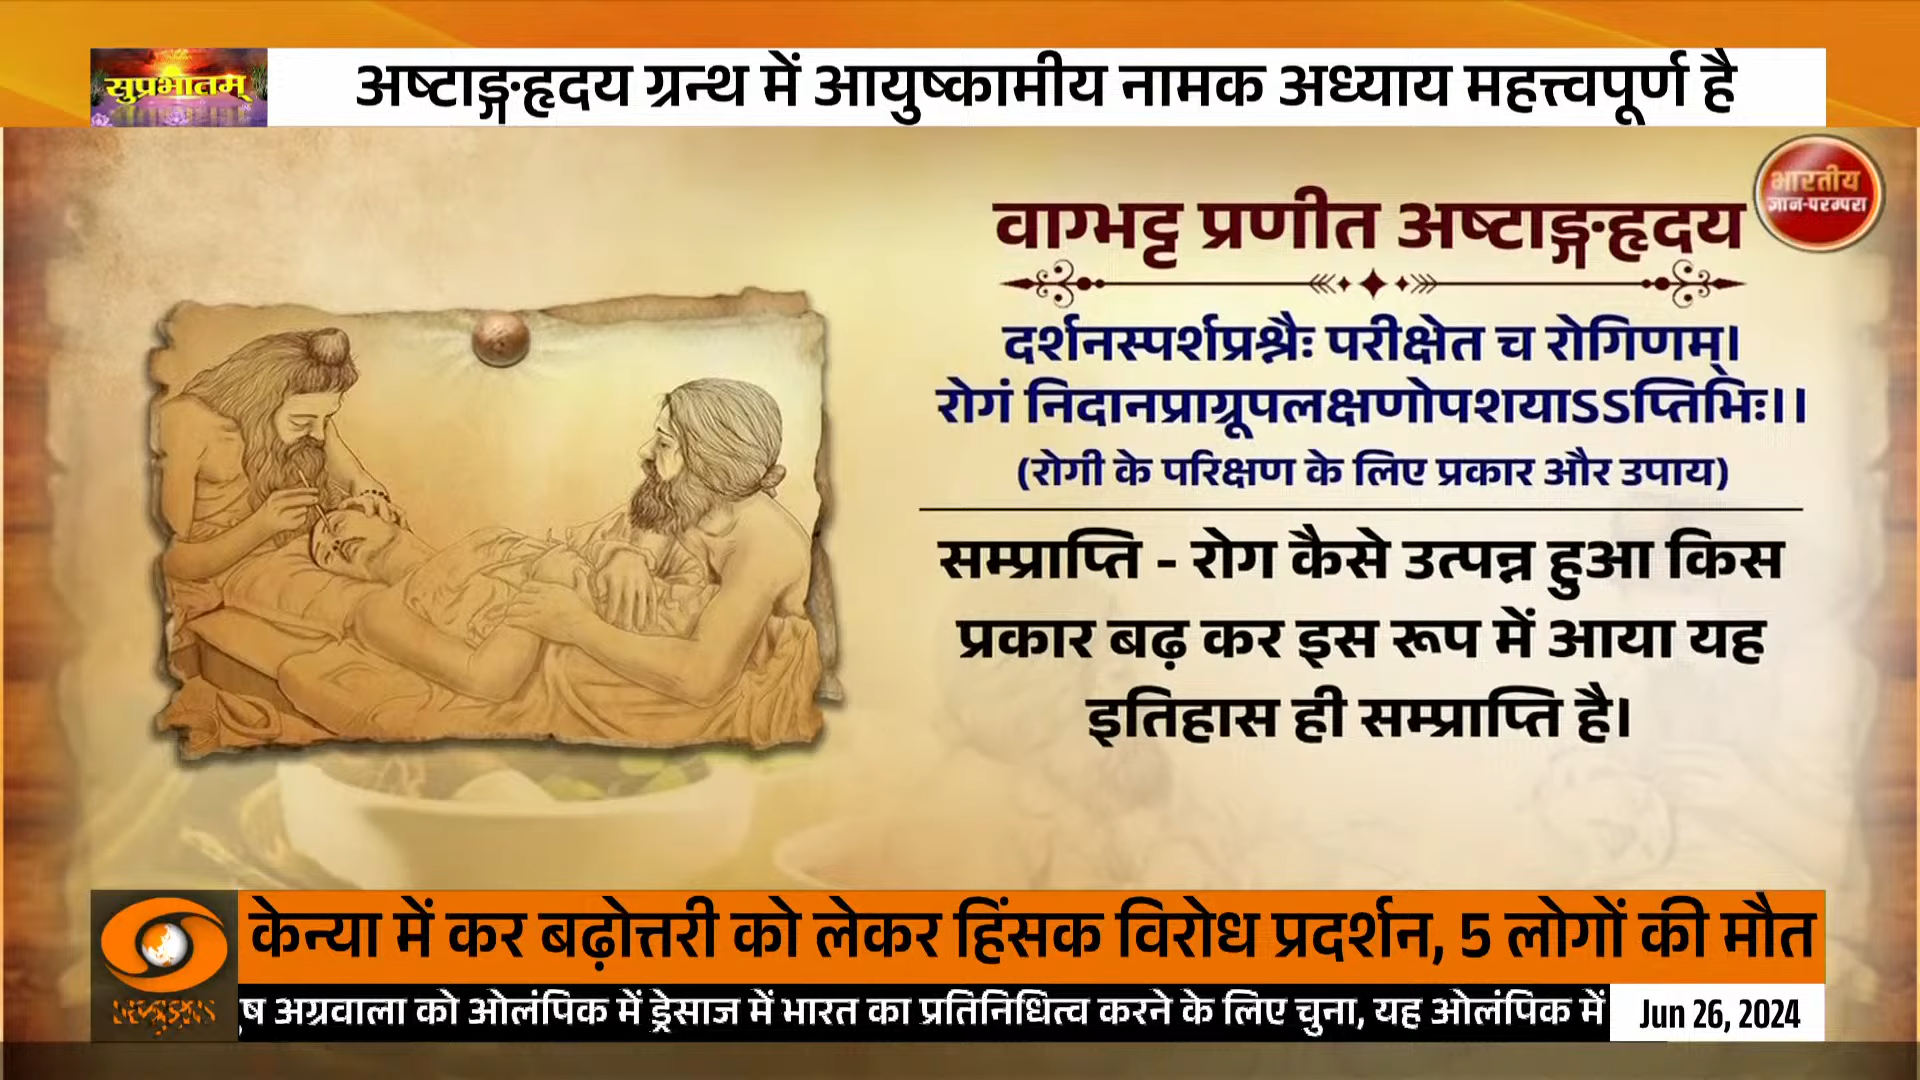 सुप्रभातम्
अष्टाङ्गहृदय ग्रन्थ में आयुष्कामीय नामक अध्याय महत्त्वपूर्ण है
भारतीय
ज्ञान-परम्परा
वाग्भट्ट प्रणीत अष्टाङ्गहृदय
दर्शनस्पर्शप्रश्नैः परीक्षेत च रोगिणम्।
रोगं निदानप्राग्रूपलक्षणोपशयाऽऽप्तिभिः।।
(रोगी के परिक्षण के लिए प्रकार और उपाय)
सम्प्राप्ति - रोग कैसे उत्पन्न हुआ किस
प्रकार बढ़ कर इस रूप में आया यह
इतिहास ही सम्प्राप्ति है।
केन्या में कर बढ़ोत्तरी को लेकर हिंसक विरोध प्रदर्शन, 5 लोगों की मौत
अग्रवाला को ओलंपिक में ड्रेसाज में भारत का प्रतिनिधित्व करने के लिए चुना, यह ओलंपिक में
Jun 26, 2024